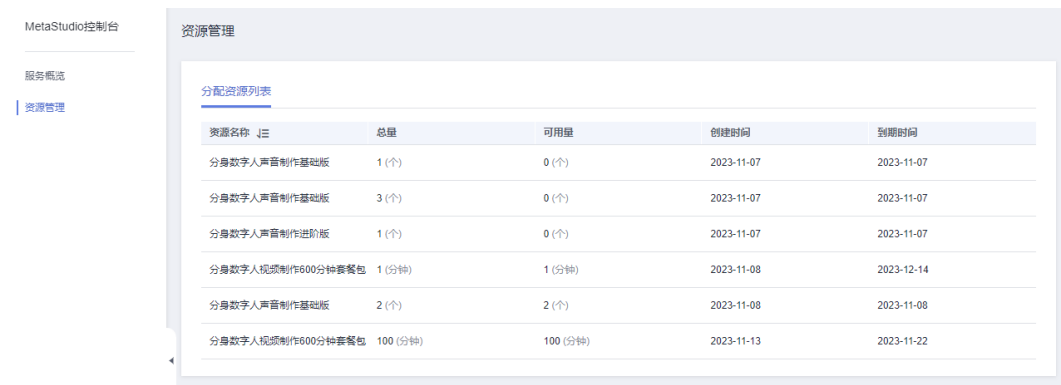 MetaStudio控制台
服务概览
资源管理
资源管理
分配资源列表
资源名称 总量 可用量 创建时间 到期时间
分身数字人声音制作基础版 1 (个) 0 (个) 2023-11-07 2023-11-07
分身数字人声音制作基础版 3 (个) 0 (个) 2023-11-07 2023-11-07
分身数字人声音制作进阶版 1 (个) 0 (个) 2023-11-07 2023-11-07
分身数字人视频制作600分钟套餐包 1 (分钟) 1 (分钟) 2023-11-08 2023-12-14
分身数字人声音制作基础版 2 (个) 2 (个) 2023-11-08 2023-11-08
分身数字人视频制作600分钟套餐包 100 (分钟) 100 (分钟) 2023-11-13 2023-11-22